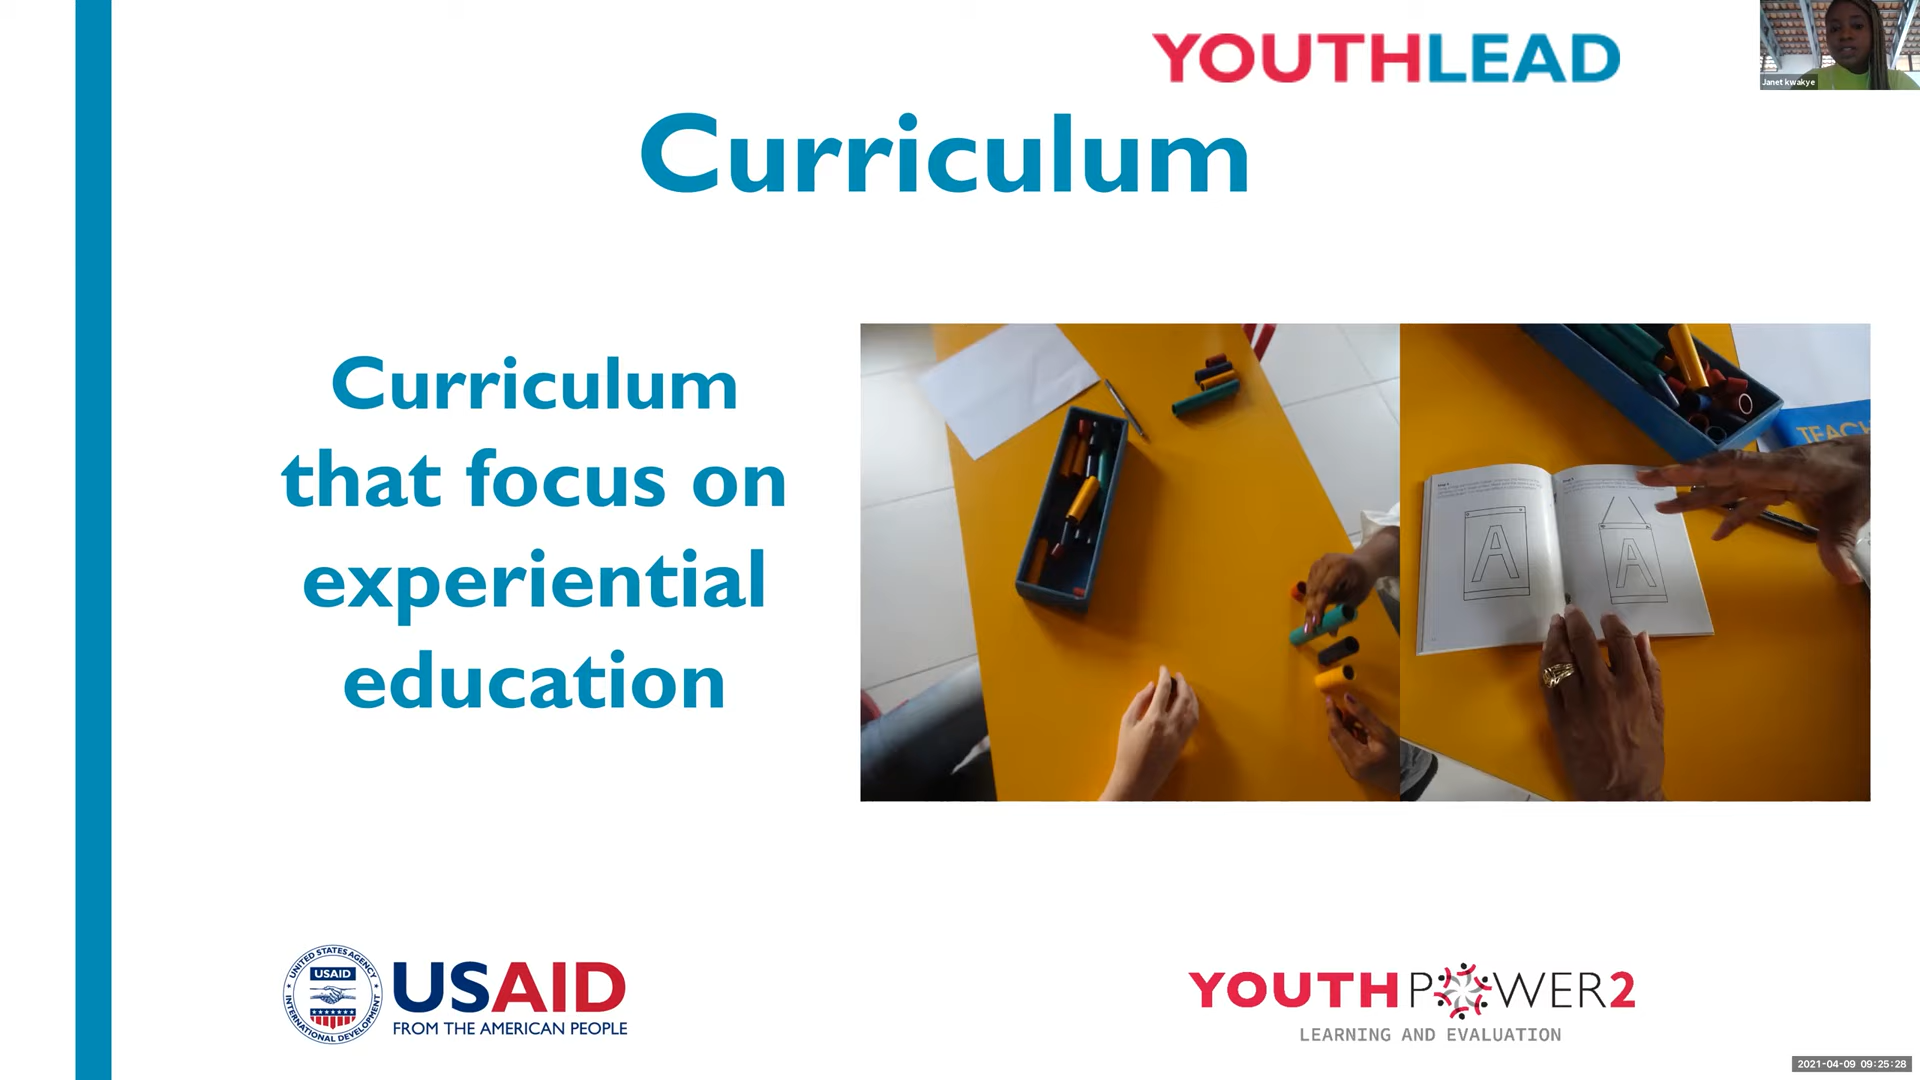 YOUTHLEAD
Janet kwakye
Curriculum
Curriculum
that focus on
experiential
education
TEACH
A
A
UNITED STATES AGENCY
USAID
INTERNATIONAL DEVELOPMENT
USAID
FROM THE AMERICAN PEOPLE
YOUTHPOWER2
LEARNING AND EVALUATION
2021-04-09 09:25:28